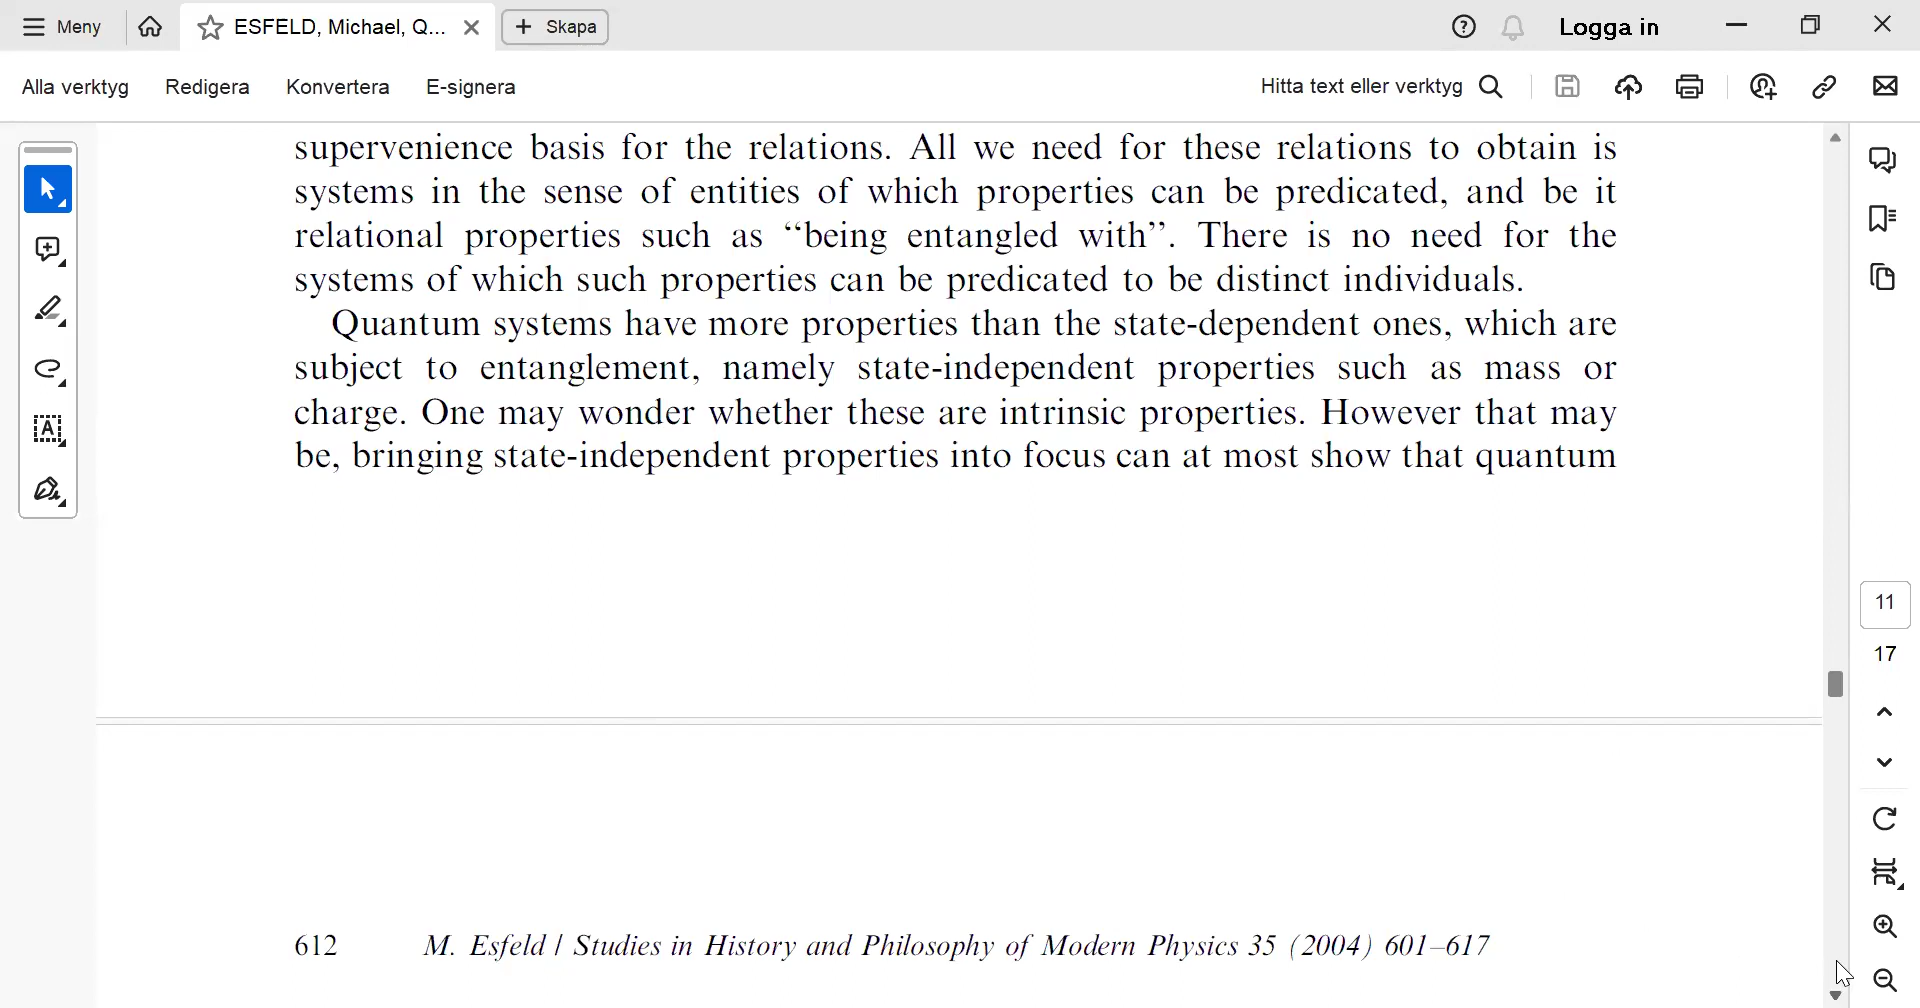 Meny
ESFELD, Michael, Q...
Skapa
Logga in
Alla verktyg
Redigera
Konvertera
E-signera
Hitta text eller verktyg
supervenience basis for the relations. All we need for these relations to obtain is
systems in the sense of entities of which properties can be predicated, and be it
relational properties such as ‘‘being entangled with’’. There is no need for the
systems of which such properties can be predicated to be distinct individuals.
Quantum systems have more properties than the state-dependent ones, which are
subject to entanglement, namely state-independent properties such as mass or
charge. One may wonder whether these are intrinsic properties. However that may
be, bringing state-independent properties into focus can at most show that quantum
11
17
612 M. Esfeld / Studies in History and Philosophy of Modern Physics 35 (2004) 601–617